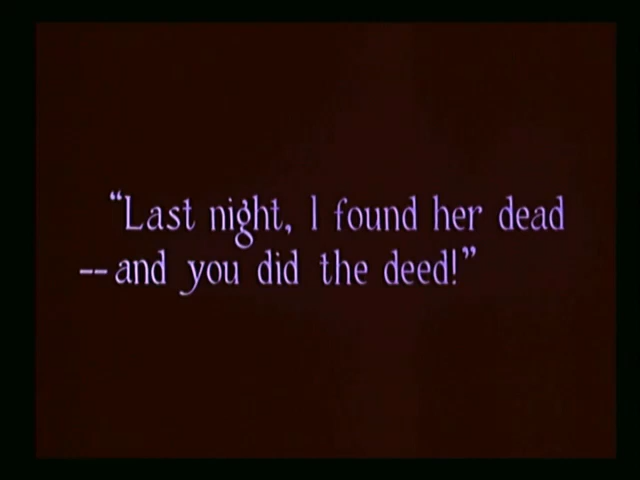 “Last night, I found her dead
--and you did the deed!”